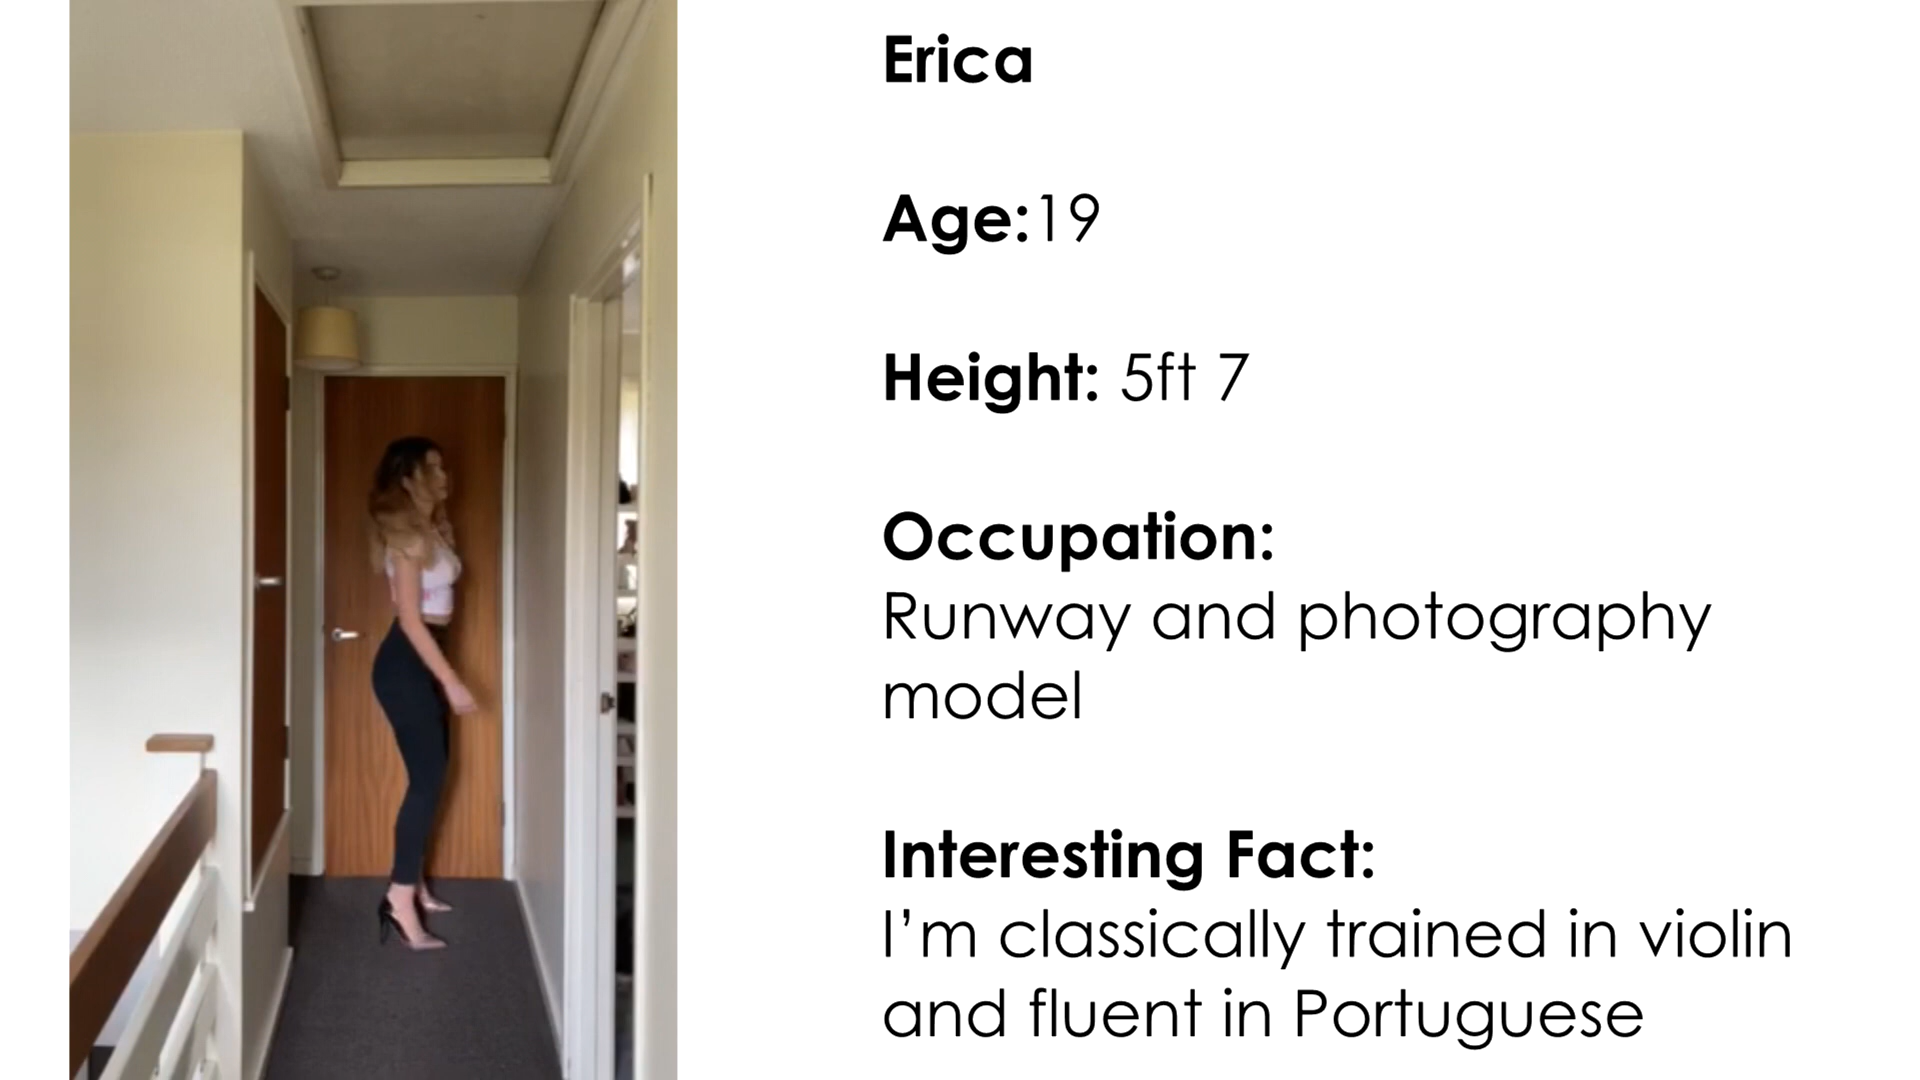 Erica
Age:19
Height: 5ft 7
Occupation:
Runway and photography
model
Interesting Fact:
I’m classically trained in violin
and fluent in Portuguese